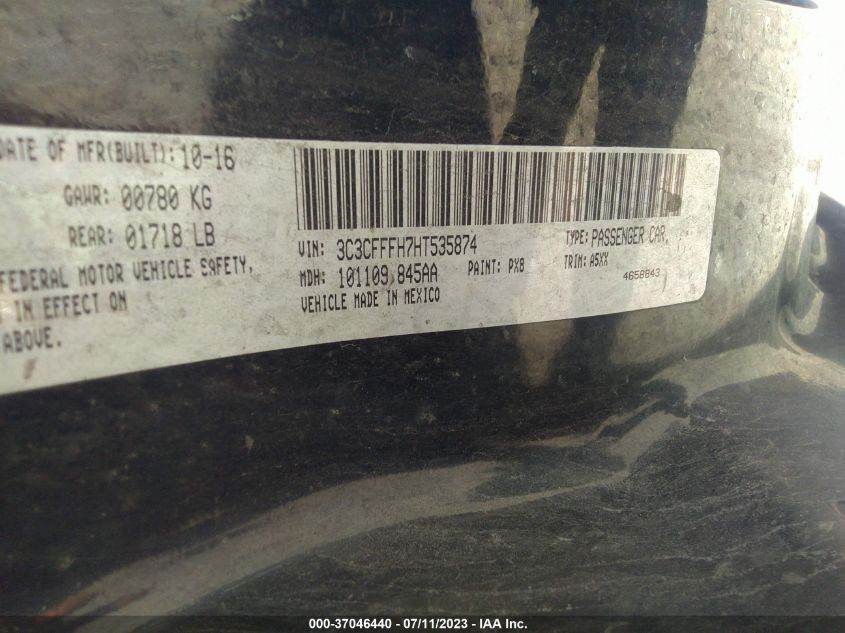 DATE OF MFR(BUILT): 10-16
GAWR: 00780 KG
REAR: 01718 LB
FEDERAL MOTOR VEHICLE SAFETY,
IN EFFECT ON
ABOVE.
VIN: 3C3CFFFH7HT535874
TYPE: PASSENGER CAR
MDH: 101109 845AA
PAINT: PX8
TRIM: A5XX
VEHICLE MADE IN MEXICO
4658843
000-37046440 - 07/11/2023 - IAA Inc.